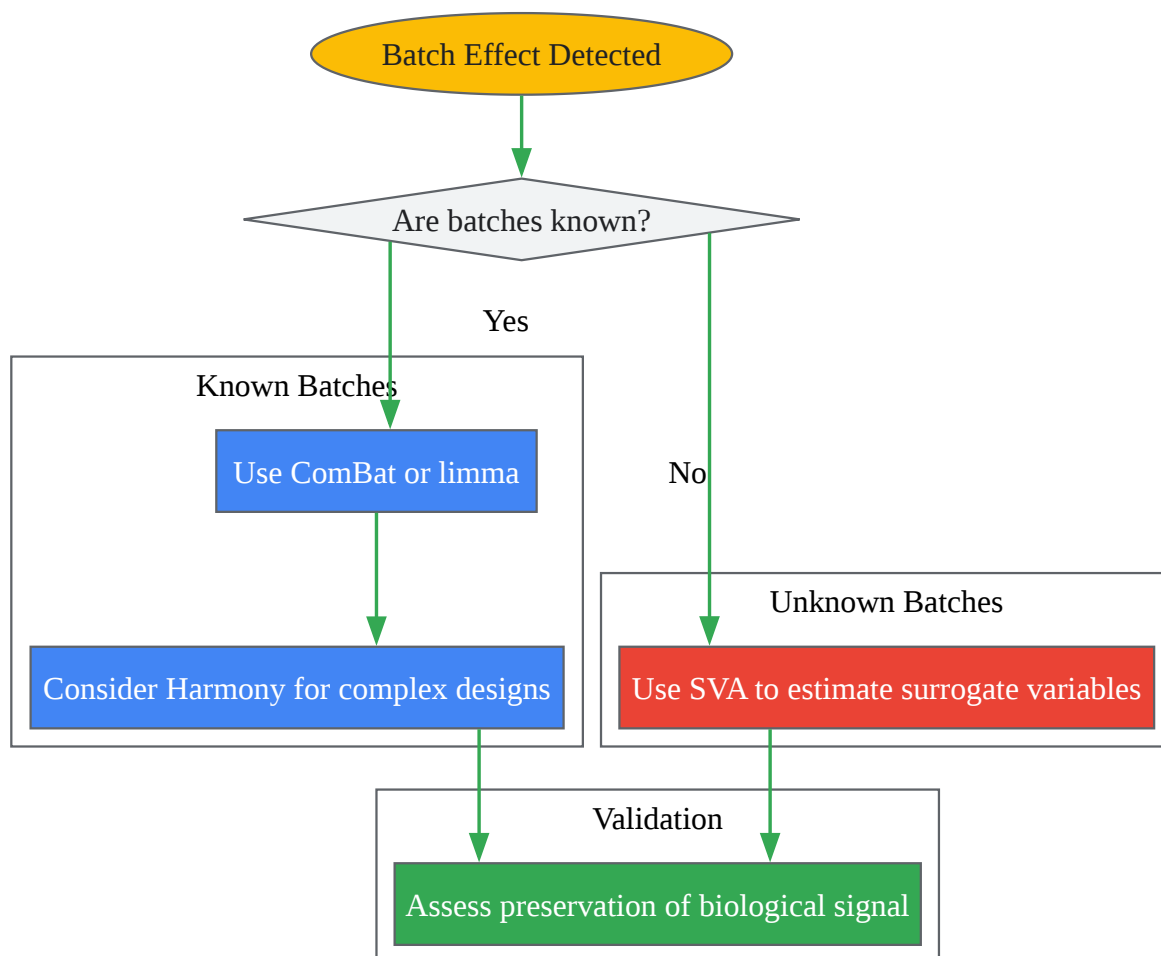 Batch Effect Detected
Are batches known?
Yes
Known Batches
Use ComBat or limma
No
Unknown Batches
Consider Harmony for complex designs
Use SVA to estimate surrogate variables
Validation
Assess preservation of biological signal